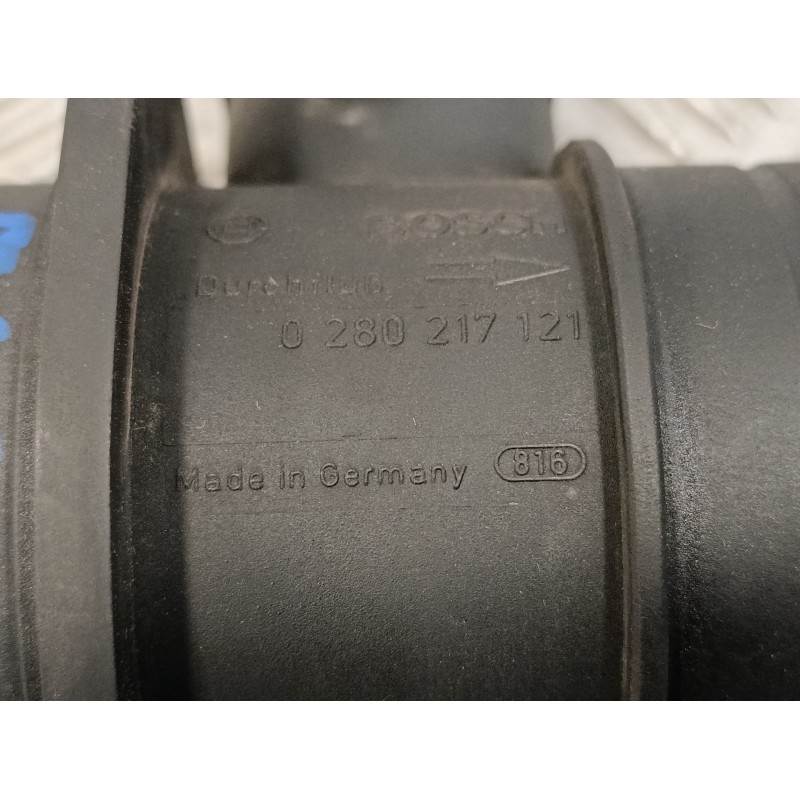 BOSCH
Durchfluß
0 280 217 121
Made in Germany 816